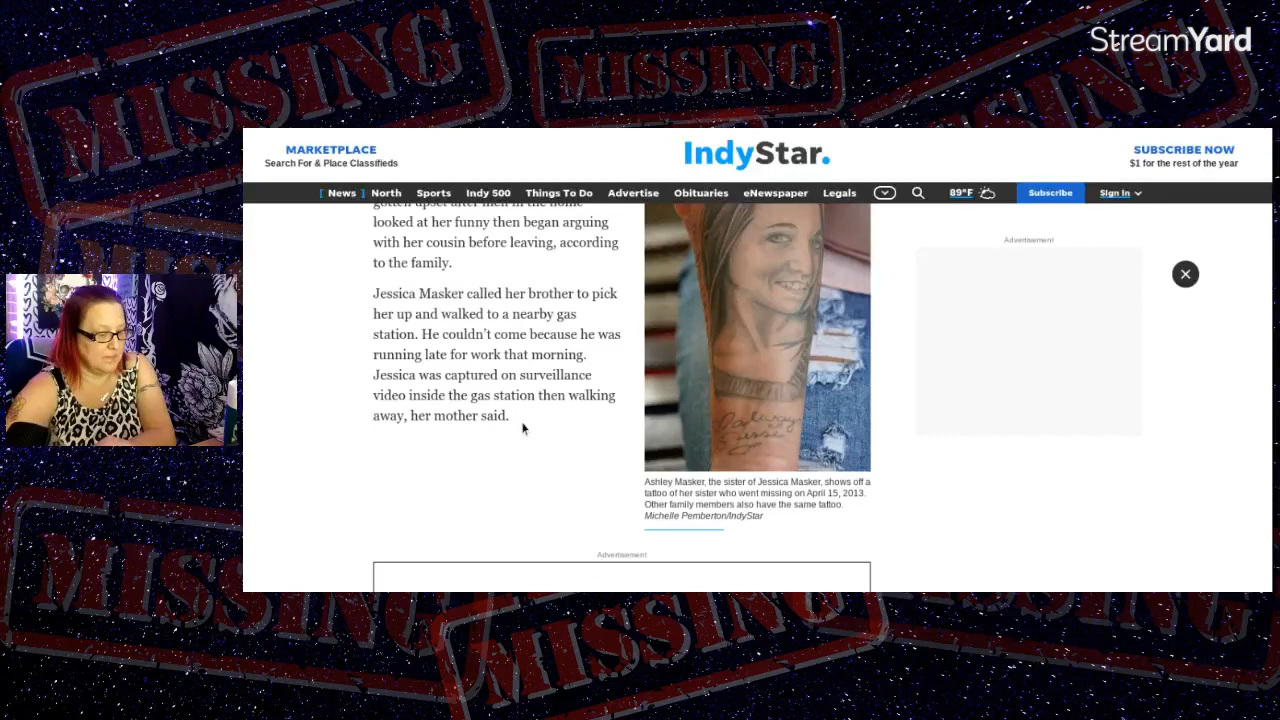 StreamYard
MISSING
MISSING
MISSING
MARKETPLACE
Search For & Place Classifieds
IndyStar.
SUBSCRIBE NOW
$1 for the rest of the year
[ News ] North Sports Indy 500 Things To Do Advertise Obituaries eNewspaper Legals 89°F Subscribe Sign In
looked at her funny then began arguing
with her cousin before leaving, according
to the family.
Jessica Masker called her brother to pick
her up and walked to a nearby gas
station. He couldn't come because he was
running late for work that morning.
Jessica was captured on surveillance
video inside the gas station then walking
away, her mother said.
Ashley Masker, the sister of Jessica Masker, shows off a
tattoo of her sister who went missing on April 15, 2013.
Other family members also have the same tattoo.
Michelle Pemberton/IndyStar
Advertisement
Advertisement
MISSING
MISSING
MISSING